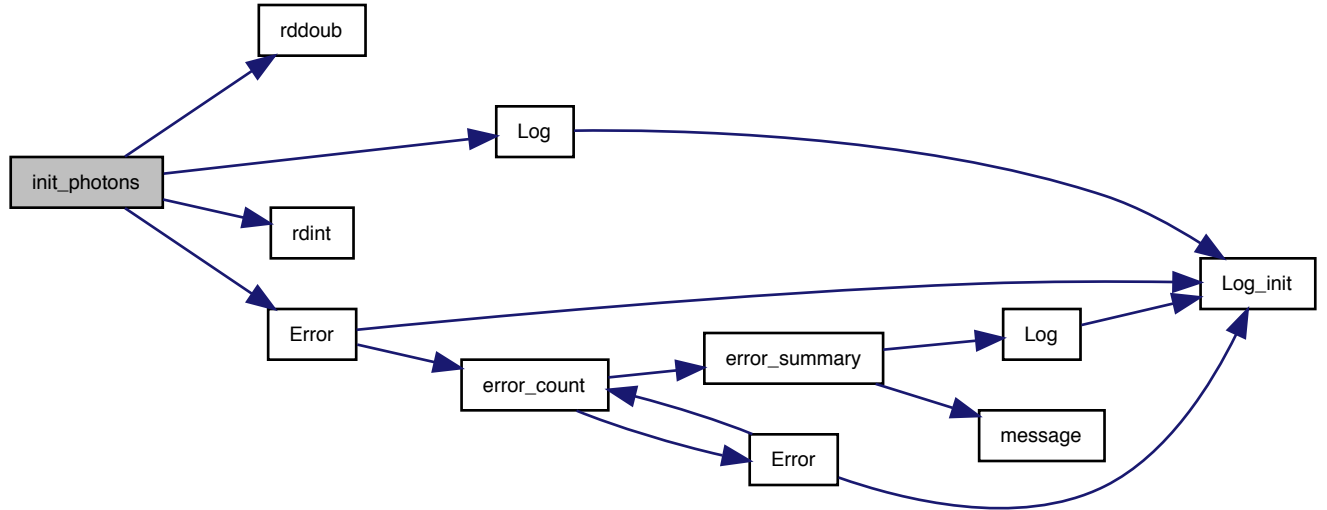 rddoub
Log
init_photons
rdint
Log_init
Error
Log
error_summary
error_count
message
Error